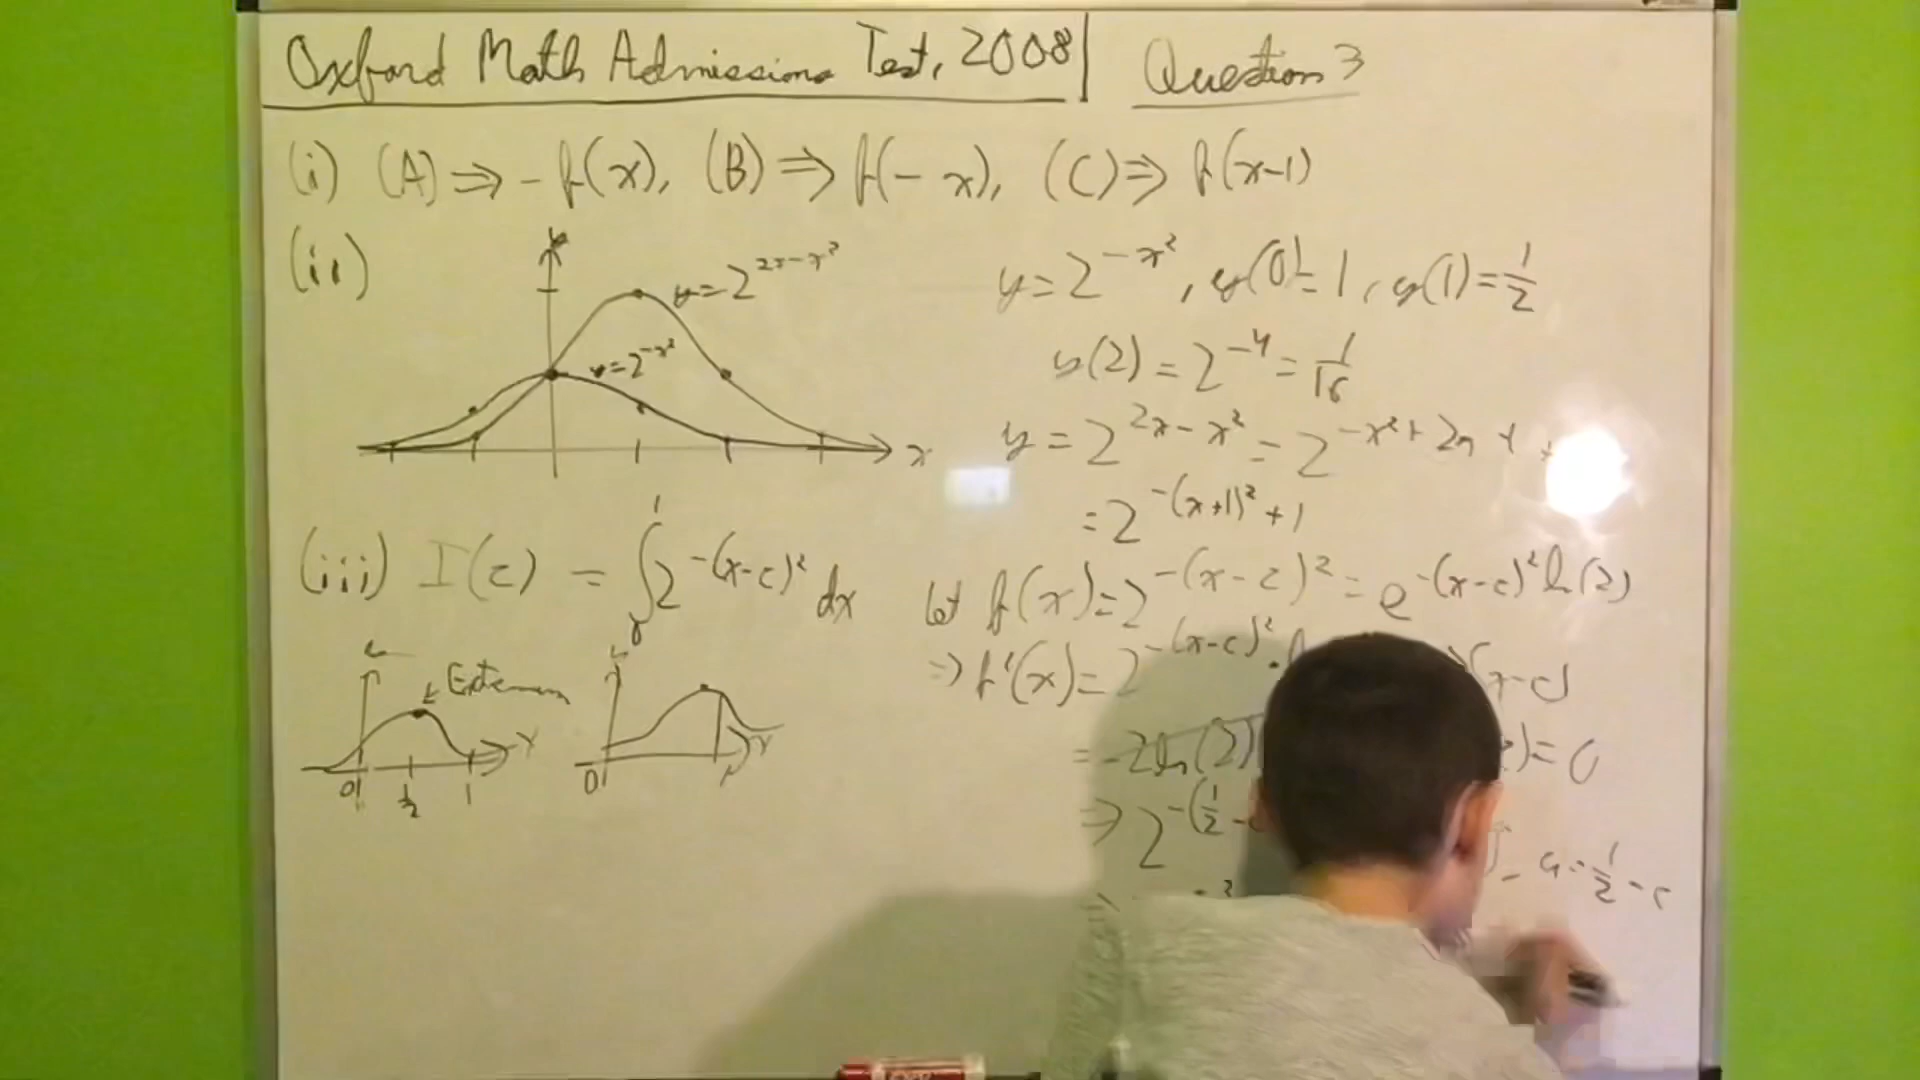 Oxford Math Admissions Test, 2008 | Question 3
(i) (A) ⇒ -f(x), (B) ⇒ f(- x), (C) ⇒ f(x-1)
(ii)
y = 2^{2x-x²}
y = 2^{-x²}
x
y = 2^{-x²}, y(0) = 1, y(1) = 1/2
y(2) = 2^{-4} = 1/16
y = 2^{2x-x²} = 2^{-x²+2x
= 2^{-(x+1)²+1}
(iii) I(c) = ∫_0^1 2^{-(x-c)²} dx
let f(x) = 2^{-(x-c)²} = e^{-(x-c)² ln(2)}
⇒ f'(x) = 2^{-(x-c)²} · (x-c)
= -2ln(2) ) = 0
⇒ 2^{-(1/2 -
1/2 - c
Extremum
0 1/2 1
0